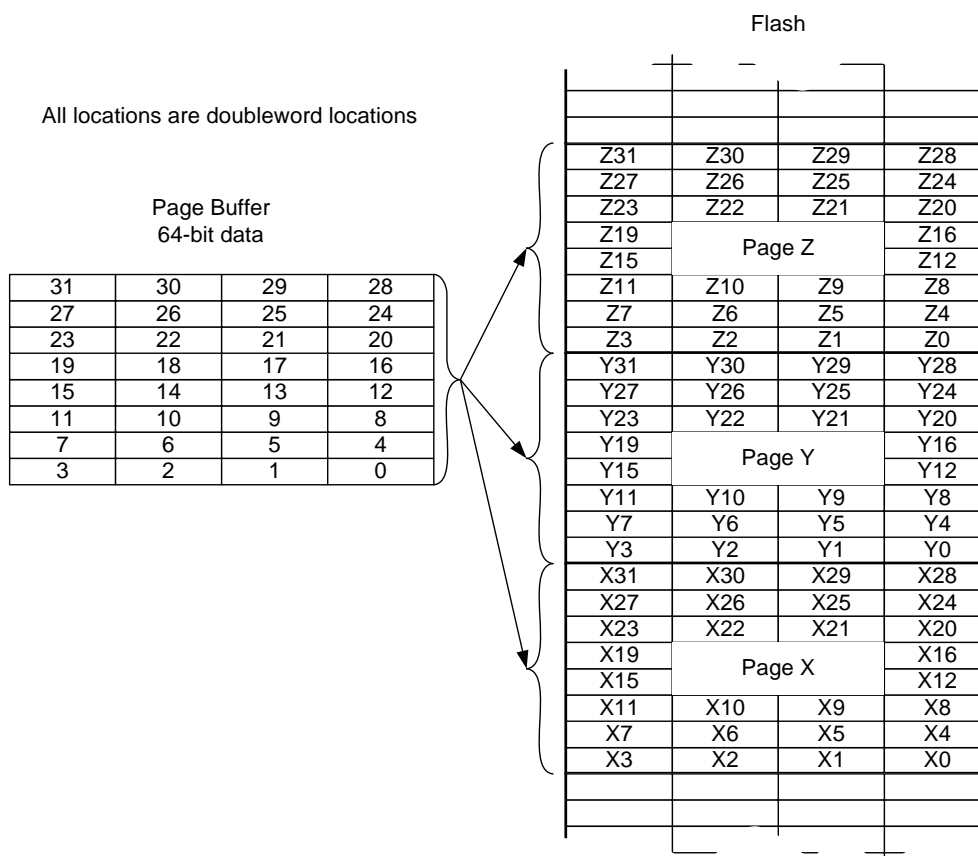 Flash
All locations are doubleword locations
Page Buffer
64-bit data
31 30 29 28
27 26 25 24
23 22 21 20
19 18 17 16
15 14 13 12
11 10 9 8
7 6 5 4
3 2 1 0
Z31 Z30 Z29 Z28
Z27 Z26 Z25 Z24
Z23 Z22 Z21 Z20
Z19 Z16
Page Z
Z15 Z12
Z11 Z10 Z9 Z8
Z7 Z6 Z5 Z4
Z3 Z2 Z1 Z0
Y31 Y30 Y29 Y28
Y27 Y26 Y25 Y24
Y23 Y22 Y21 Y20
Y19 Y16
Page Y
Y15 Y12
Y11 Y10 Y9 Y8
Y7 Y6 Y5 Y4
Y3 Y2 Y1 Y0
X31 X30 X29 X28
X27 X26 X25 X24
X23 X22 X21 X20
X19 X16
Page X
X15 X12
X11 X10 X9 X8
X7 X6 X5 X4
X3 X2 X1 X0